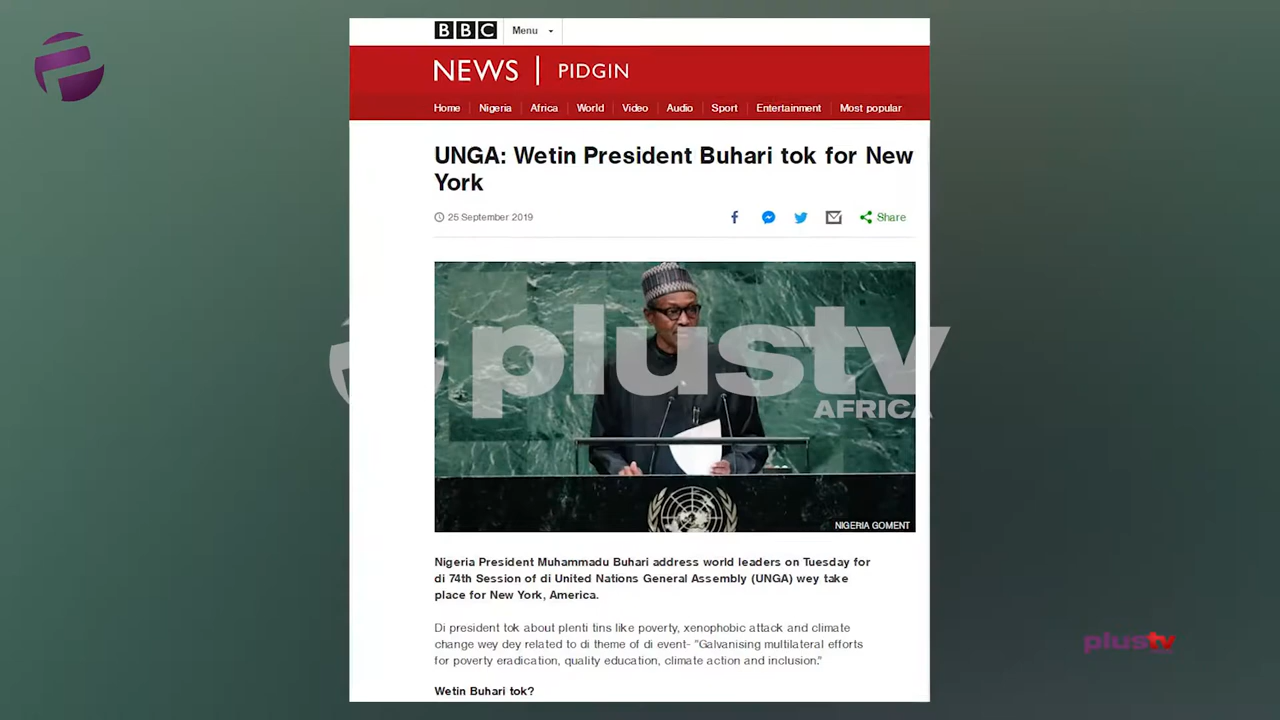 BBC Menu
NEWS | PIDGIN
Home Nigeria Africa World Video Audio Sport Entertainment Most popular
UNGA: Wetin President Buhari tok for New
York
25 September 2019
Share
plustv
AFRICA
NIGERIA GOMENT
Nigeria President Muhammadu Buhari address world leaders on Tuesday for
di 74th Session of di United Nations General Assembly (UNGA) wey take
place for New York, America.
Di president tok about plenti tins like poverty, xenophobic attack and climate
change wey dey related to di theme of di event- "Galvanising multilateral efforts
for poverty eradication, quality education, climate action and inclusion."
plustv
Wetin Buhari tok?